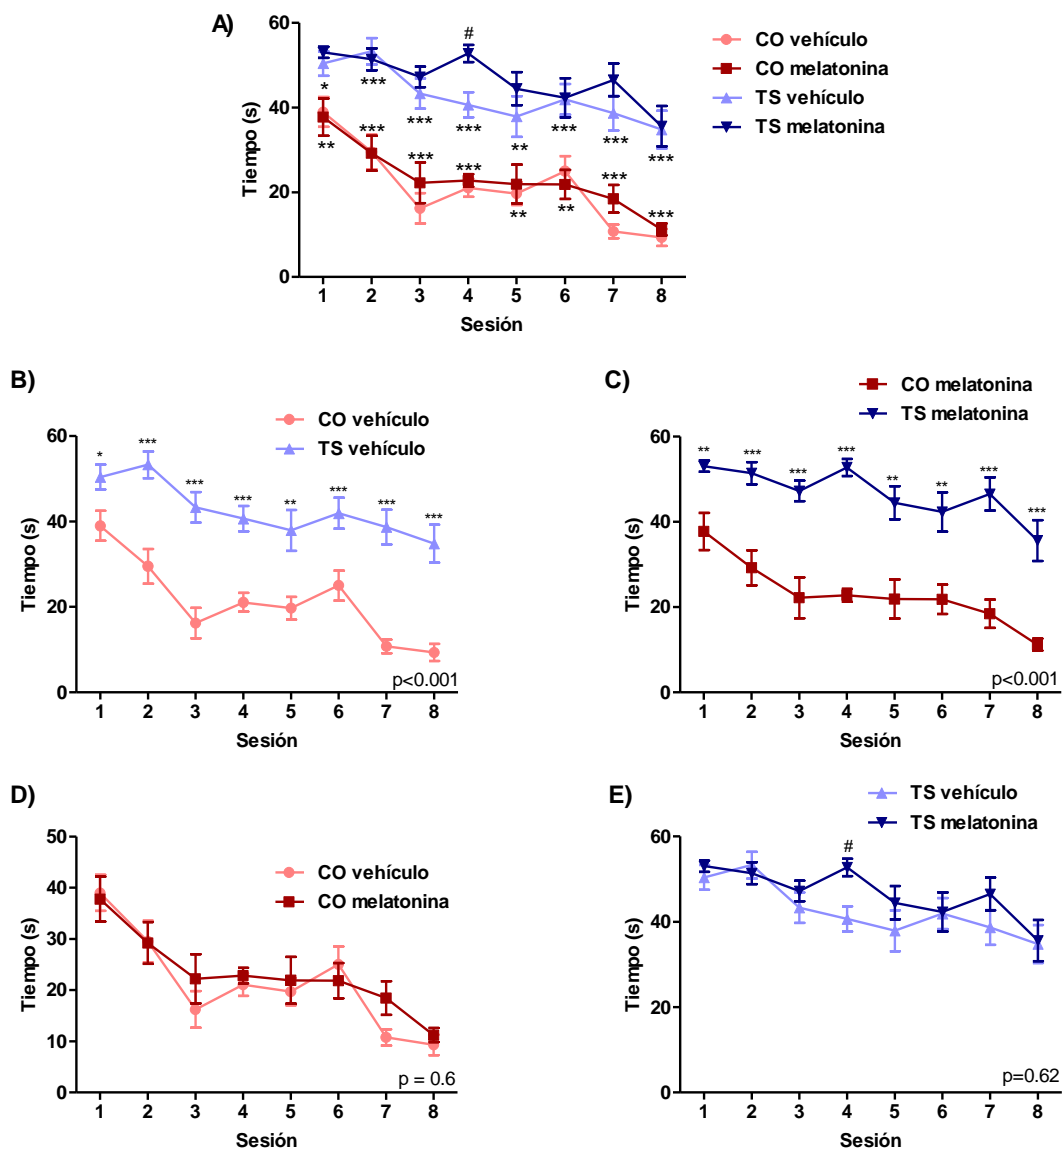 A)
CO vehículo
CO melatonina
TS vehículo
TS melatonina
Tiempo (s)
60
40
20
0
#
* *** *** *** ** *** *** ***
** *** *** *** ** ** *** ***
1 2 3 4 5 6 7 8
Sesión
B)
CO vehículo
TS vehículo
Tiempo (s)
60
40
20
0
* *** *** *** ** *** *** ***
p<0.001
1 2 3 4 5 6 7 8
Sesión
C)
CO melatonina
TS melatonina
Tiempo (s)
60
40
20
0
** *** *** *** ** ** *** ***
p<0.001
1 2 3 4 5 6 7 8
Sesión
D)
CO vehículo
CO melatonina
Tiempo (s)
50
40
30
20
10
0
p = 0.6
1 2 3 4 5 6 7 8
Sesión
E)
TS vehículo
TS melatonina
Tiempo (s)
60
40
20
0
#
p=0.62
1 2 3 4 5 6 7 8
Sesión